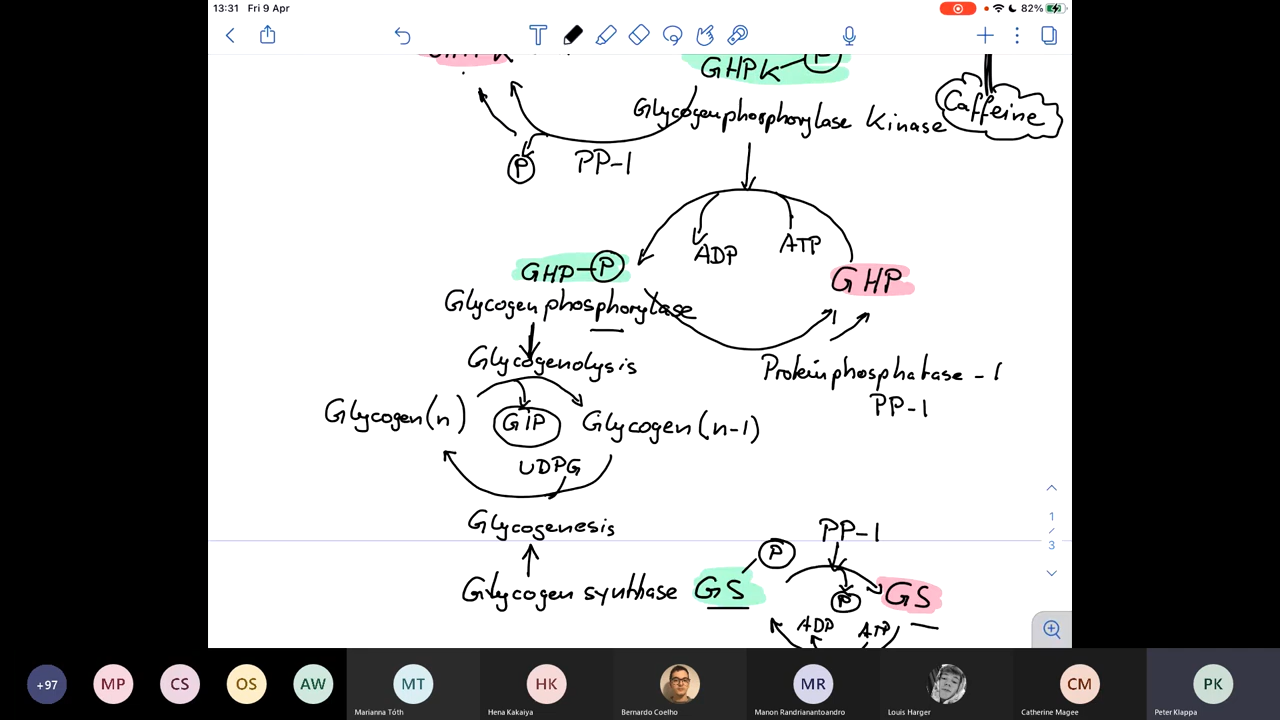 13:31 Fri 9 Apr
82%
T
GHPK
P
GHPK
Glycogenphosphorylase Kinase
Caffeine
P
PP-1
ADP
ATP
GHP
P
GHP
Glycogen phosphorylase
Glycogenolysis
Proteinphosphatase - 1
PP-1
Glycogen(n)
G1P
Glycogen(n-1)
UDPG
Glycogenesis
PP-1
P
Glycogen synthase
GS
P
GS
ADP
ATP
1
/
3
+97
MP
CS
OS
AW
MT
HK
MR
CM
PK
Marianna Tóth
Hena Kakaiya
Bernardo Coelho
Manon Randrianantoandro
Louis Harger
Catherine Magee
Peter Klappa